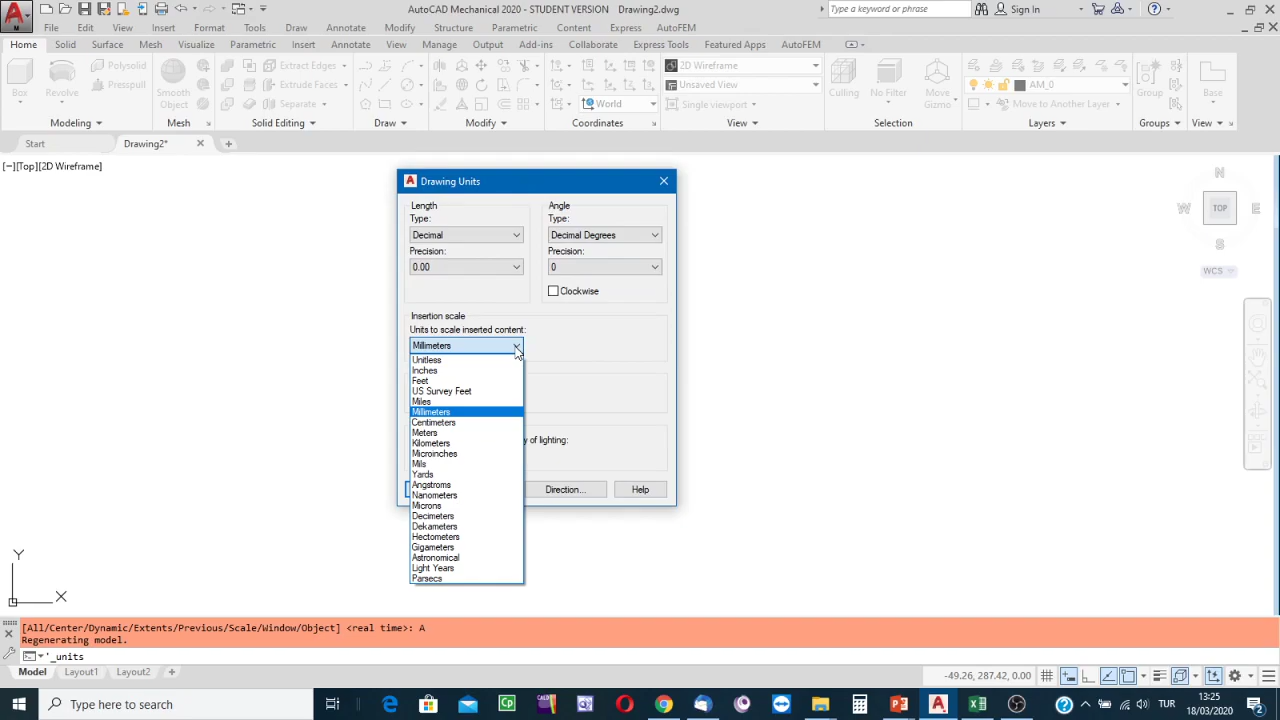 AutoCAD Mechanical 2020 - STUDENT VERSION Drawing2.dwg
Type a keyword or phrase
Sign In
File Edit View Insert Format Tools Draw Annotate Modify Structure Parametric Content Express AutoFEM
Home Solid Surface Mesh Visualize Parametric Insert Annotate View Manage Output Add-ins Collaborate Express Tools Featured Apps AutoFEM
Box
Revolve
Polysolid
Presspull
Smooth
Object
Extract Edges
Extrude Faces
Separate
World
2D Wireframe
Unsaved View
Single viewport
Culling
No Filter
Move
Gizmo
AM_0
Move to Another Layer
Group
Base
Modeling Mesh Solid Editing Draw Modify Coordinates View Selection Layers Groups View
Start Drawing2*
[−][Top][2D Wireframe]
N
W TOP E
S
WCS
Drawing Units
Length
Type:
Decimal
Precision:
0.00
Angle
Type:
Decimal Degrees
Precision:
0
Clockwise
Insertion scale
Units to scale inserted content:
Millimeters
Unitless
Inches
Feet
US Survey Feet
Miles
Millimeters
Centimeters
Meters
Kilometers
Microinches
Mils
Yards
Angstroms
Nanometers
Microns
Decimeters
Dekameters
Hectometers
Gigameters
Astronomical
Light Years
Parsecs
of lighting:
Direction... Help
Y
X
[All/Center/Dynamic/Extents/Previous/Scale/Window/Object] <real time>: A
Regenerating model.
'_units
Model Layout1 Layout2
-49.26, 287.42, 0.00
Type here to search
TUR
13:25
18/03/2020